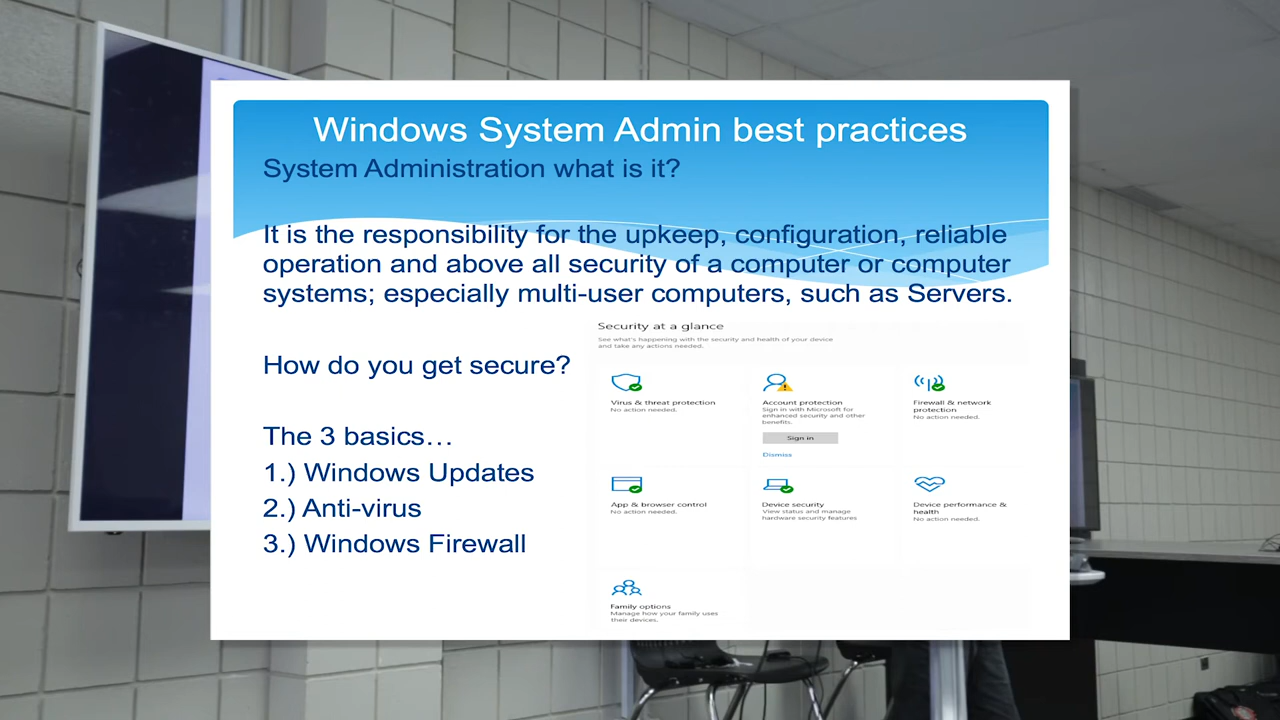 Windows System Admin best practices
System Administration what is it?
It is the responsibility for the upkeep, configuration, reliable
operation and above all security of a computer or computer
systems; especially multi-user computers, such as Servers.
How do you get secure?
The 3 basics…
1.) Windows Updates
2.) Anti-virus
3.) Windows Firewall
Security at a glance
See what's happening with the security and health of your device
and take any actions needed.
Virus & threat protection
No action needed.
Account protection
Sign in with Microsoft for
enhanced security and other
benefits.
Sign in
Dismiss
Firewall & network
protection
No action needed.
App & browser control
No action needed.
Device security
View status and manage
hardware security features
Device performance &
health
No action needed.
Family options
Manage how your family uses
their devices.